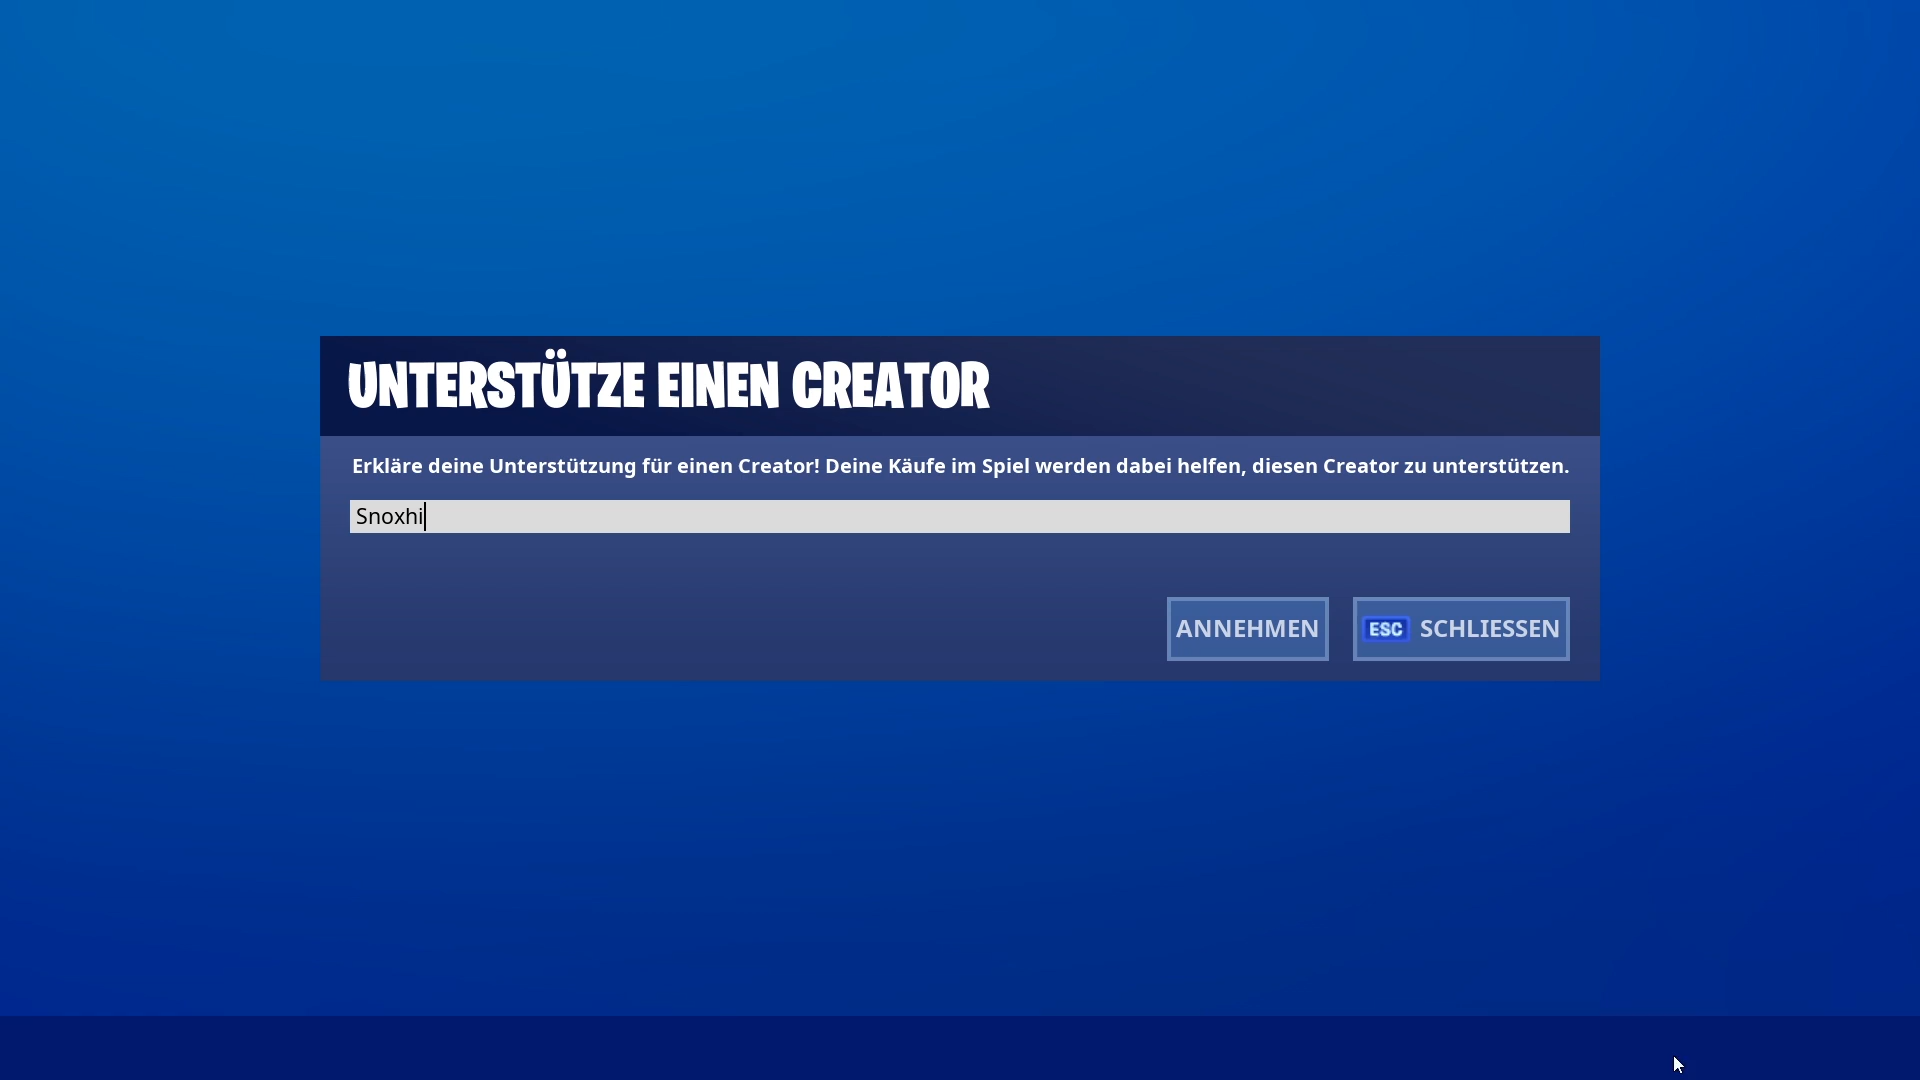 UNTERSTÜTZE EINEN CREATOR
Erkläre deine Unterstützung für einen Creator! Deine Käufe im Spiel werden dabei helfen, diesen Creator zu unterstützen.
Snoxhi
ANNEHMEN
ESC SCHLIESSEN